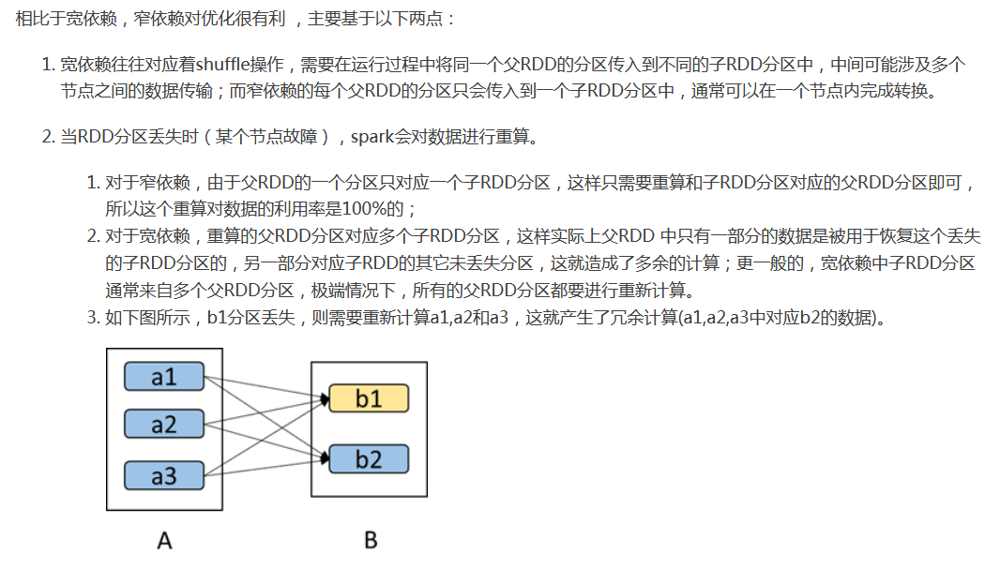 相比于宽依赖，窄依赖对优化很有利 ，主要基于以下两点：
1. 宽依赖往往对应着shuffle操作，需要在运行过程中将同一个父RDD的分区传入到不同的子RDD分区中，中间可能涉及多个
节点之间的数据传输；而窄依赖的每个父RDD的分区只会传入到一个子RDD分区中，通常可以在一个节点内完成转换。
2. 当RDD分区丢失时（某个节点故障），spark会对数据进行重算。
1. 对于窄依赖，由于父RDD的一个分区只对应一个子RDD分区，这样只需要重算和子RDD分区对应的父RDD分区即可，
所以这个重算对数据的利用率是100%的；
2. 对于宽依赖，重算的父RDD分区对应多个子RDD分区，这样实际上父RDD 中只有一部分的数据是被用于恢复这个丢失
的子RDD分区的，另一部分对应子RDD的其它未丢失分区，这就造成了多余的计算；更一般的，宽依赖中子RDD分区
通常来自多个父RDD分区，极端情况下，所有的父RDD分区都要进行重新计算。
3. 如下图所示，b1分区丢失，则需要重新计算a1,a2和a3，这就产生了冗余计算(a1,a2,a3中对应b2的数据)。
a1
a2
a3
b1
b2
A
B